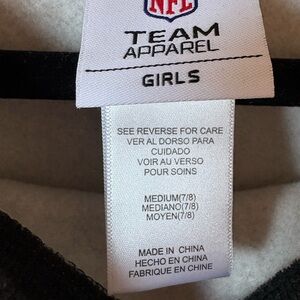 NFL
TEAM
APPAREL
GIRLS
SEE REVERSE FOR CARE
VER AL DORSO PARA
CUIDADO
VOIR AU VERSO
POUR SOINS
MEDIUM(7/8)
MEDIANO(7/8)
MOYEN(7/8)
MADE IN CHINA
HECHO EN CHINA
FABRIQUE EN CHINE